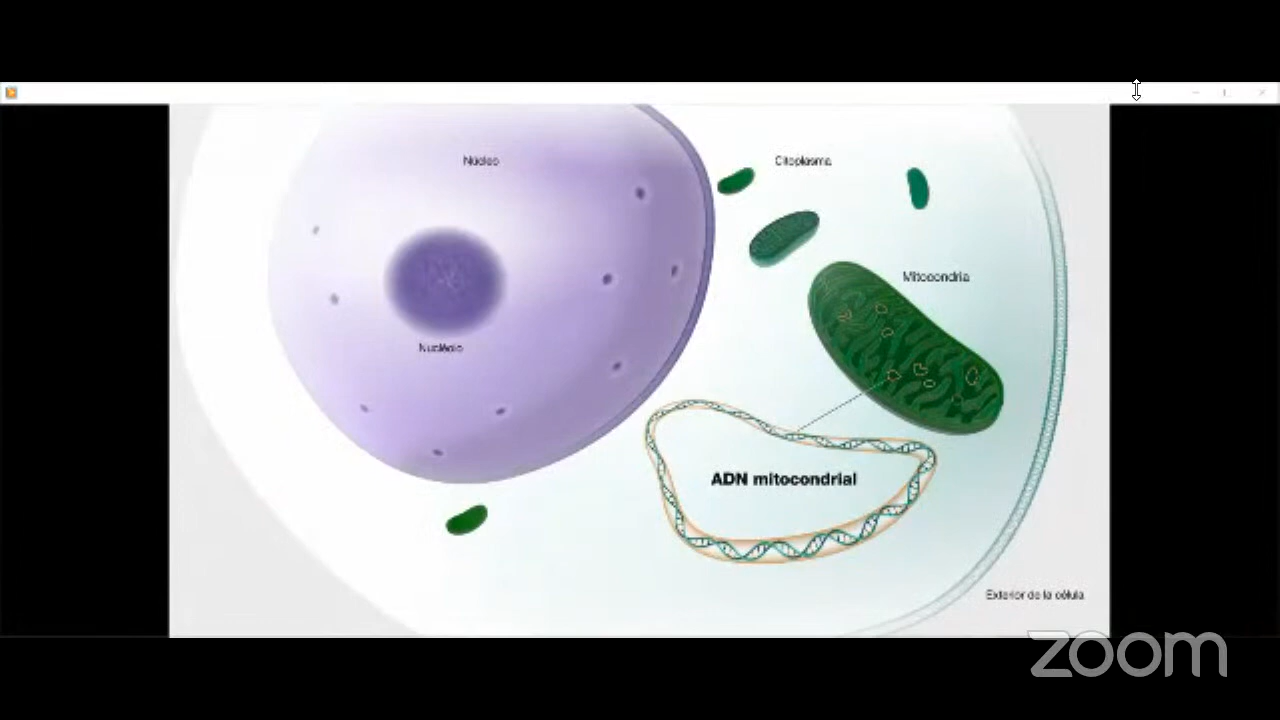 Núcleo
Citoplasma
Mitocondria
Nucléolo
ADN mitocondrial
Exterior de la célula
zoom